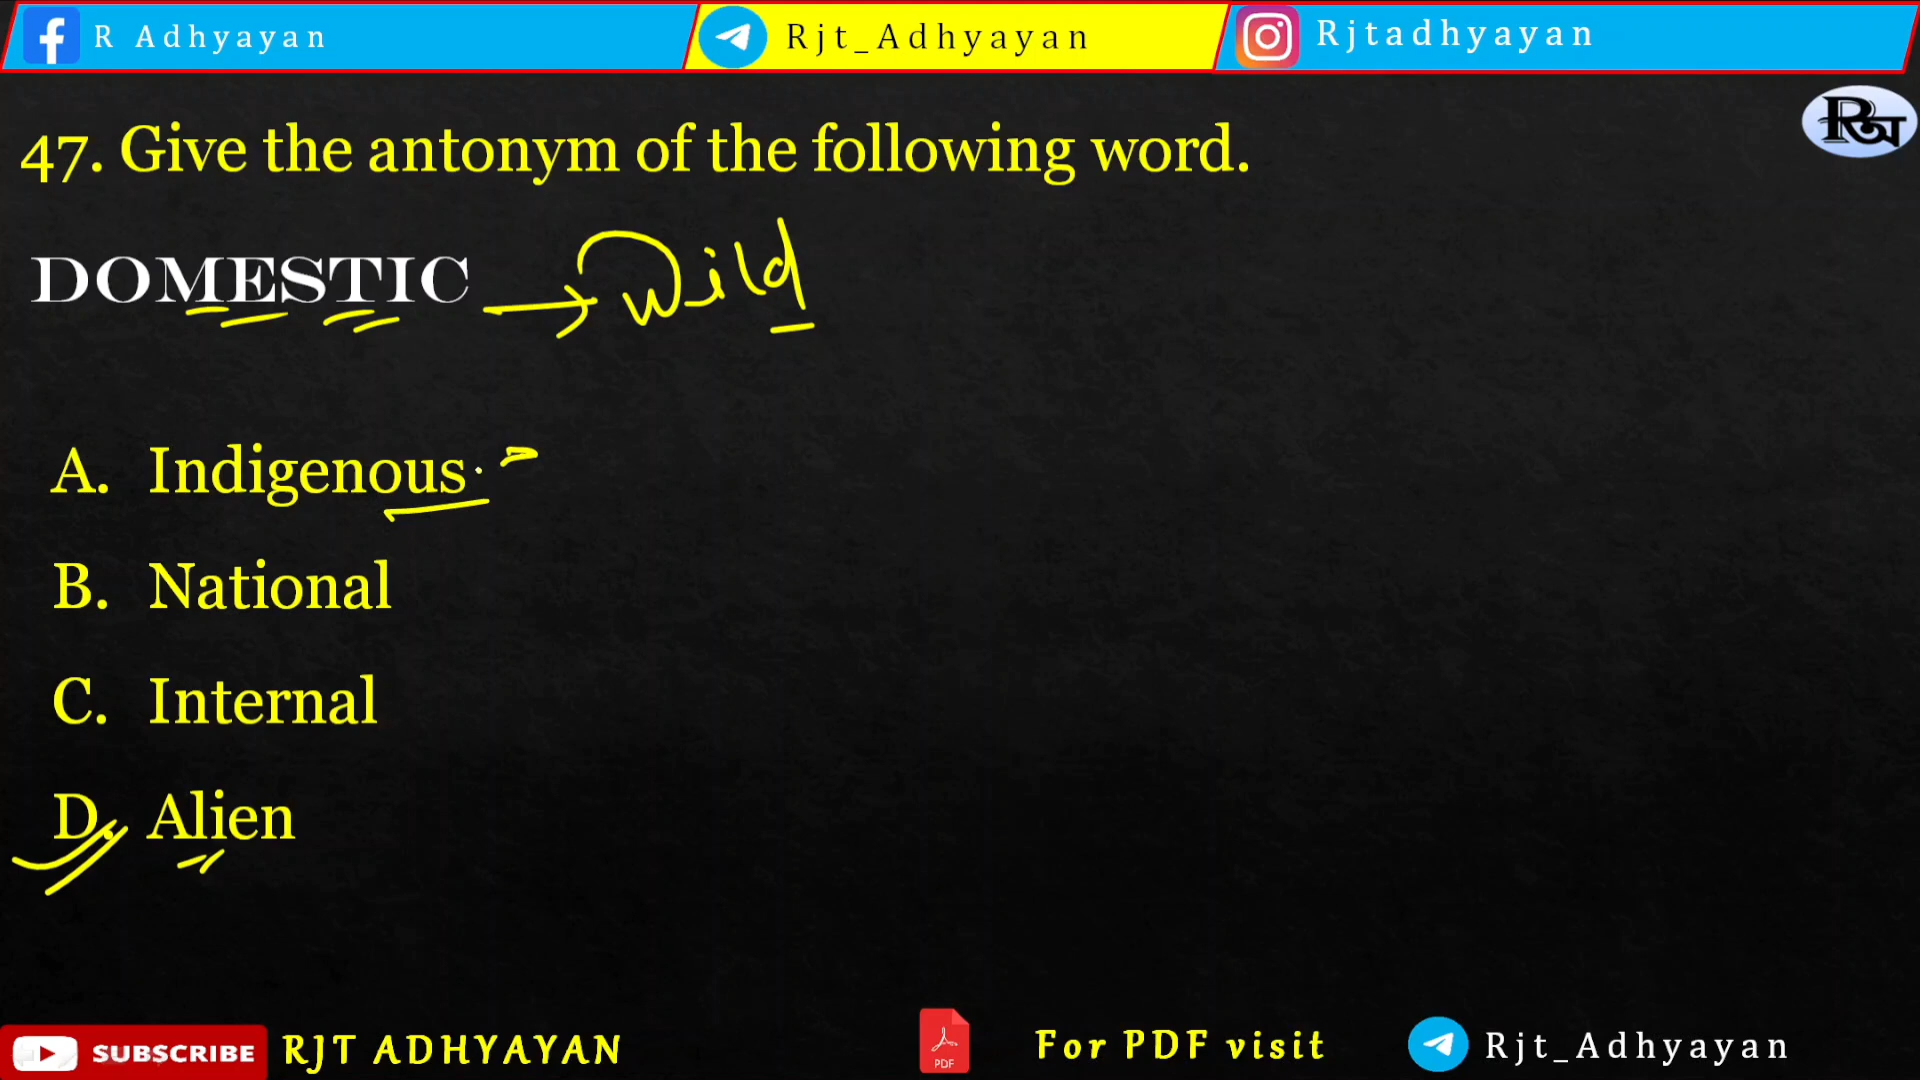 R Adhyayan
Rjt_Adhyayan
Rjtadhyayan
47. Give the antonym of the following word.
DOMESTIC → Wild
A. Indigenous
B. National
C. Internal
D. Alien
SUBSCRIBE
RJT ADHYAYAN
PDF
For PDF visit
Rjt_Adhyayan